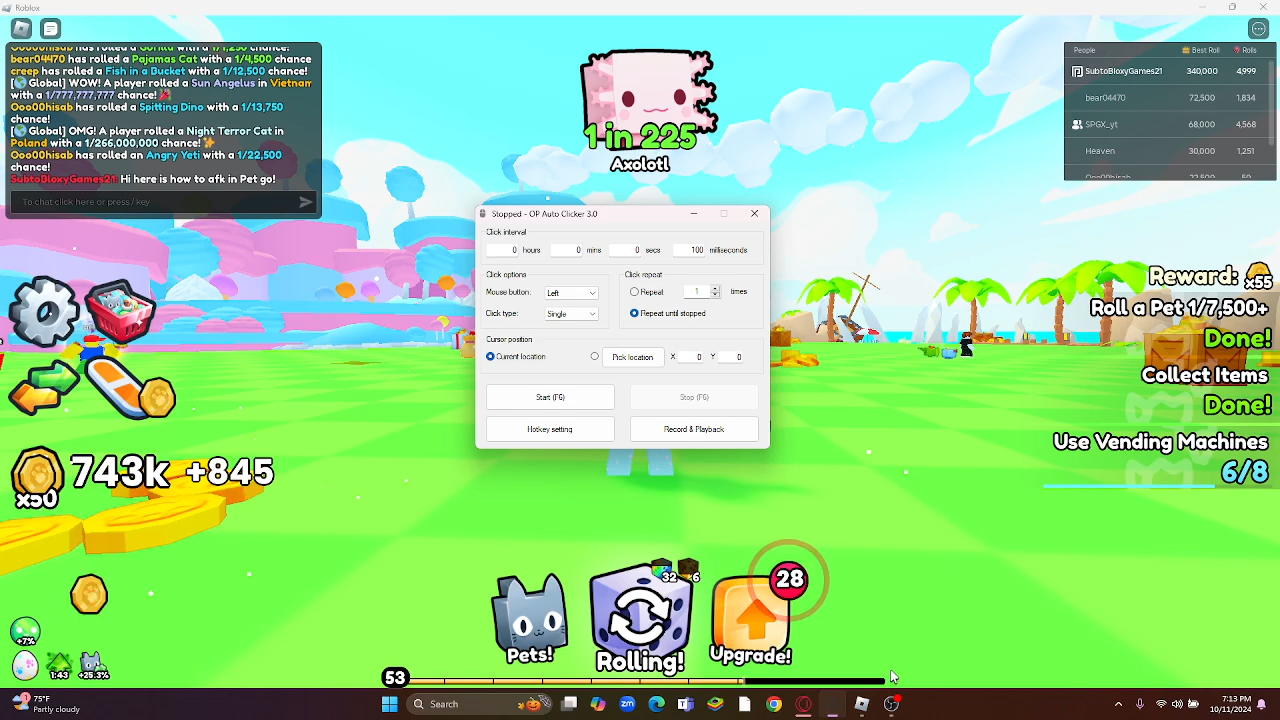 Roblox
Ooo00hisab has rolled a Gorilla with a 1/1,250 chance!
bear04470 has rolled a Pajamas Cat with a 1/4,500 chance
creep has rolled a Fish in a Bucket with a 1/12,500 chance!
[🌎 Global] WOW! A player rolled a Sun Angelus in Vietnam
with a 1/777,777,777 chance! 🎉
Ooo00hisab has rolled a Spitting Dino with a 1/13,750
chance!
[🌎 Global] OMG! A player rolled a Night Terror Cat in
Poland with a 1/266,000,000 chance! ✨
Ooo00hisab has rolled an Angry Yeti with a 1/22,500
chance!
SubtoBloxyGames21: Hi here is how to afk in Pet go!
To chat click here or press / key
1 in 225
Axolotl
People Best Roll Rolls
SubtoBloxyGames21 340,000 4,999
bear04470 72,500 1,834
SPGX_yt 68,000 4,568
Heaven 30,000 1,251
Ooo00hisab 22,500 50
Stopped - OP Auto Clicker 3.0
Click interval
0 hours 0 mins 0 secs 100 milliseconds
Click options
Mouse button: Left
Click type: Single
Click repeat
Repeat 1 times
Repeat until stopped
Cursor position
Current location
Pick location X 0 Y 0
Start (F6) Stop (F6)
Hotkey setting Record & Playback
Reward: x55
Roll a Pet 1/7,500+
Done!
Collect Items
Done!
Use Vending Machines
6/8
743k +845
x50
32 6
28
Pets! Rolling! Upgrade!
+7%
1:43 +25.3%
53
1
75°F
Partly cloudy
Search
7:13 PM
10/11/2024